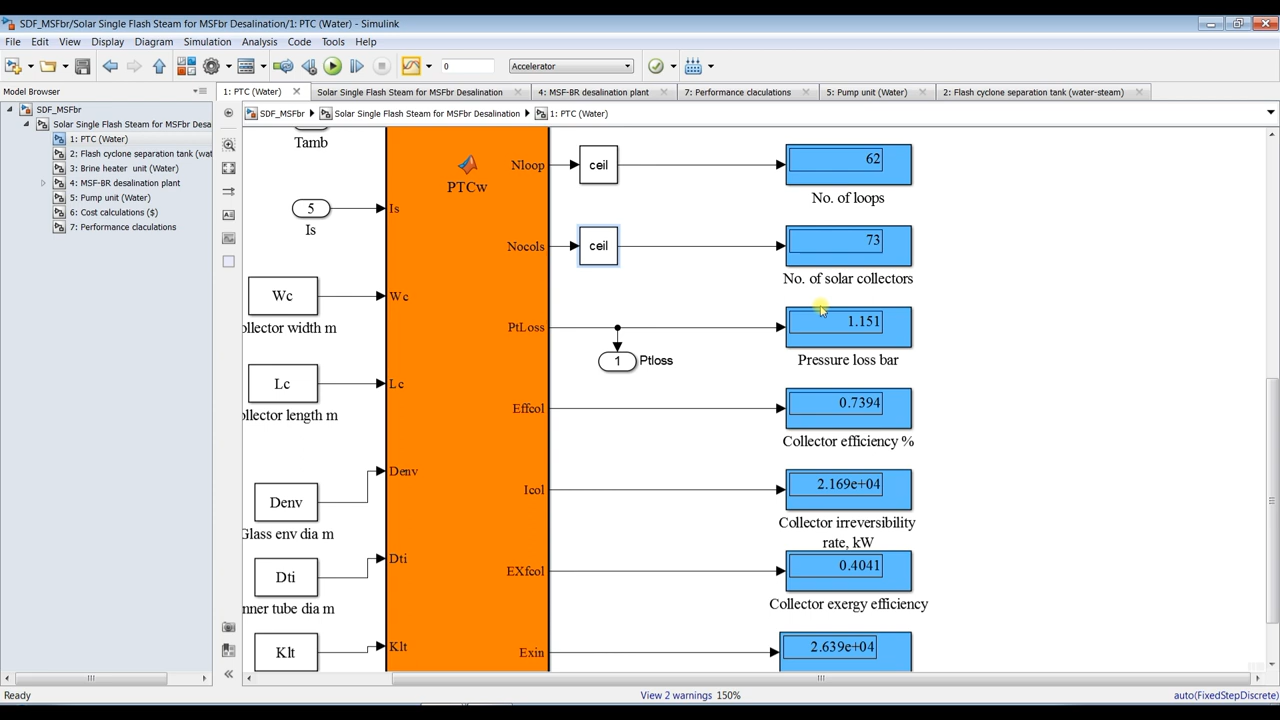 SDF_MSFbr/Solar Single Flash Steam for MSFbr Desalination/1: PTC (Water) - Simulink
File Edit View Display Diagram Simulation Analysis Code Tools Help
0 Accelerator
Model Browser
1: PTC (Water) Solar Single Flash Steam for MSFbr Desalination 4: MSF-BR desalination plant 7: Performance claculations 5: Pump unit (Water) 2: Flash cyclone separation tank (water-steam)
SDF_MSFbr Solar Single Flash Steam for MSFbr Desalination 1: PTC (Water)
SDF_MSFbr
Solar Single Flash Steam for MSFbr Desa
1: PTC (Water)
2: Flash cyclone separation tank (wat
3: Brine heater unit (Water)
4: MSF-BR desalination plant
5: Pump unit (Water)
6: Cost calculations ($)
7: Performance claculations
Tamb
PTCw
Nloop
ceil
62
No. of loops
5
Is
Is
Nocols
ceil
73
No. of solar collectors
Wc
Wc
ollector width m
PtLoss
1
Ptloss
1.151
Pressure loss bar
Lc
Lc
ollector length m
Effcol
0.7394
Collector efficiency %
Denv
Denv
Glass env dia m
Icol
2.169e+04
Collector irreversibility
rate, kW
Dti
Dti
nner tube dia m
EXfcol
0.4041
Collector exergy efficiency
Klt
Klt
Exin
2.639e+04
Ready View 2 warnings 150% auto(FixedStepDiscrete)